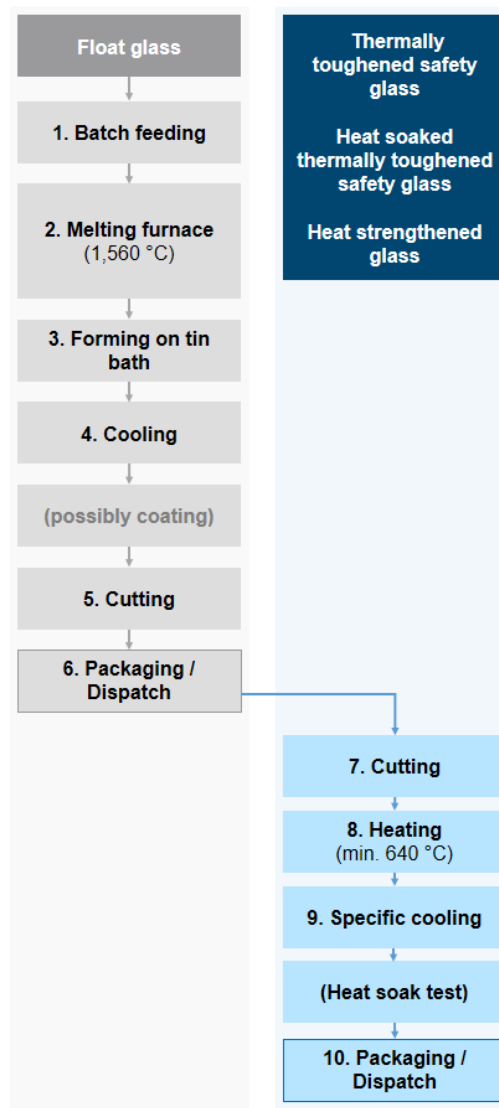 Float glass
1. Batch feeding
2. Melting furnace
(1,560 °C)
3. Forming on tin
bath
4. Cooling
(possibly coating)
5. Cutting
6. Packaging /
Dispatch
Thermally
toughened safety
glass
Heat soaked
thermally toughened
safety glass
Heat strengthened
glass
7. Cutting
8. Heating
(min. 640 °C)
9. Specific cooling
(Heat soak test)
10. Packaging /
Dispatch